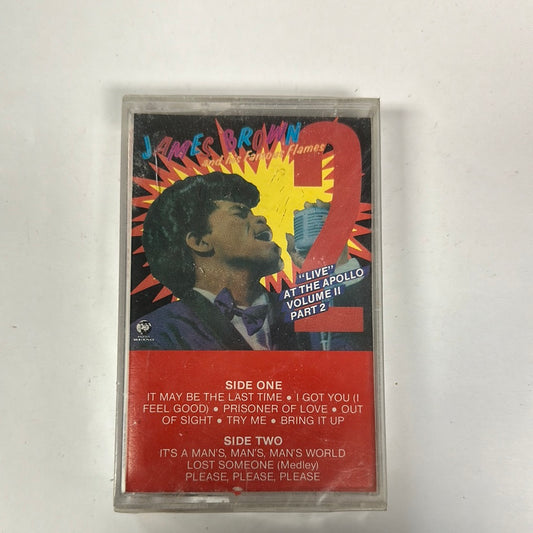 JAMES BROWN
and his Famous Flames
2
"LIVE"
AT THE APOLLO
VOLUME II
PART 2
SIDE ONE
IT MAY BE THE LAST TIME • I GOT YOU (I
FEEL GOOD) • PRISONER OF LOVE • OUT
OF SIGHT • TRY ME • BRING IT UP
SIDE TWO
IT'S A MAN'S, MAN'S, MAN'S WORLD
LOST SOMEONE (Medley)
PLEASE, PLEASE, PLEASE